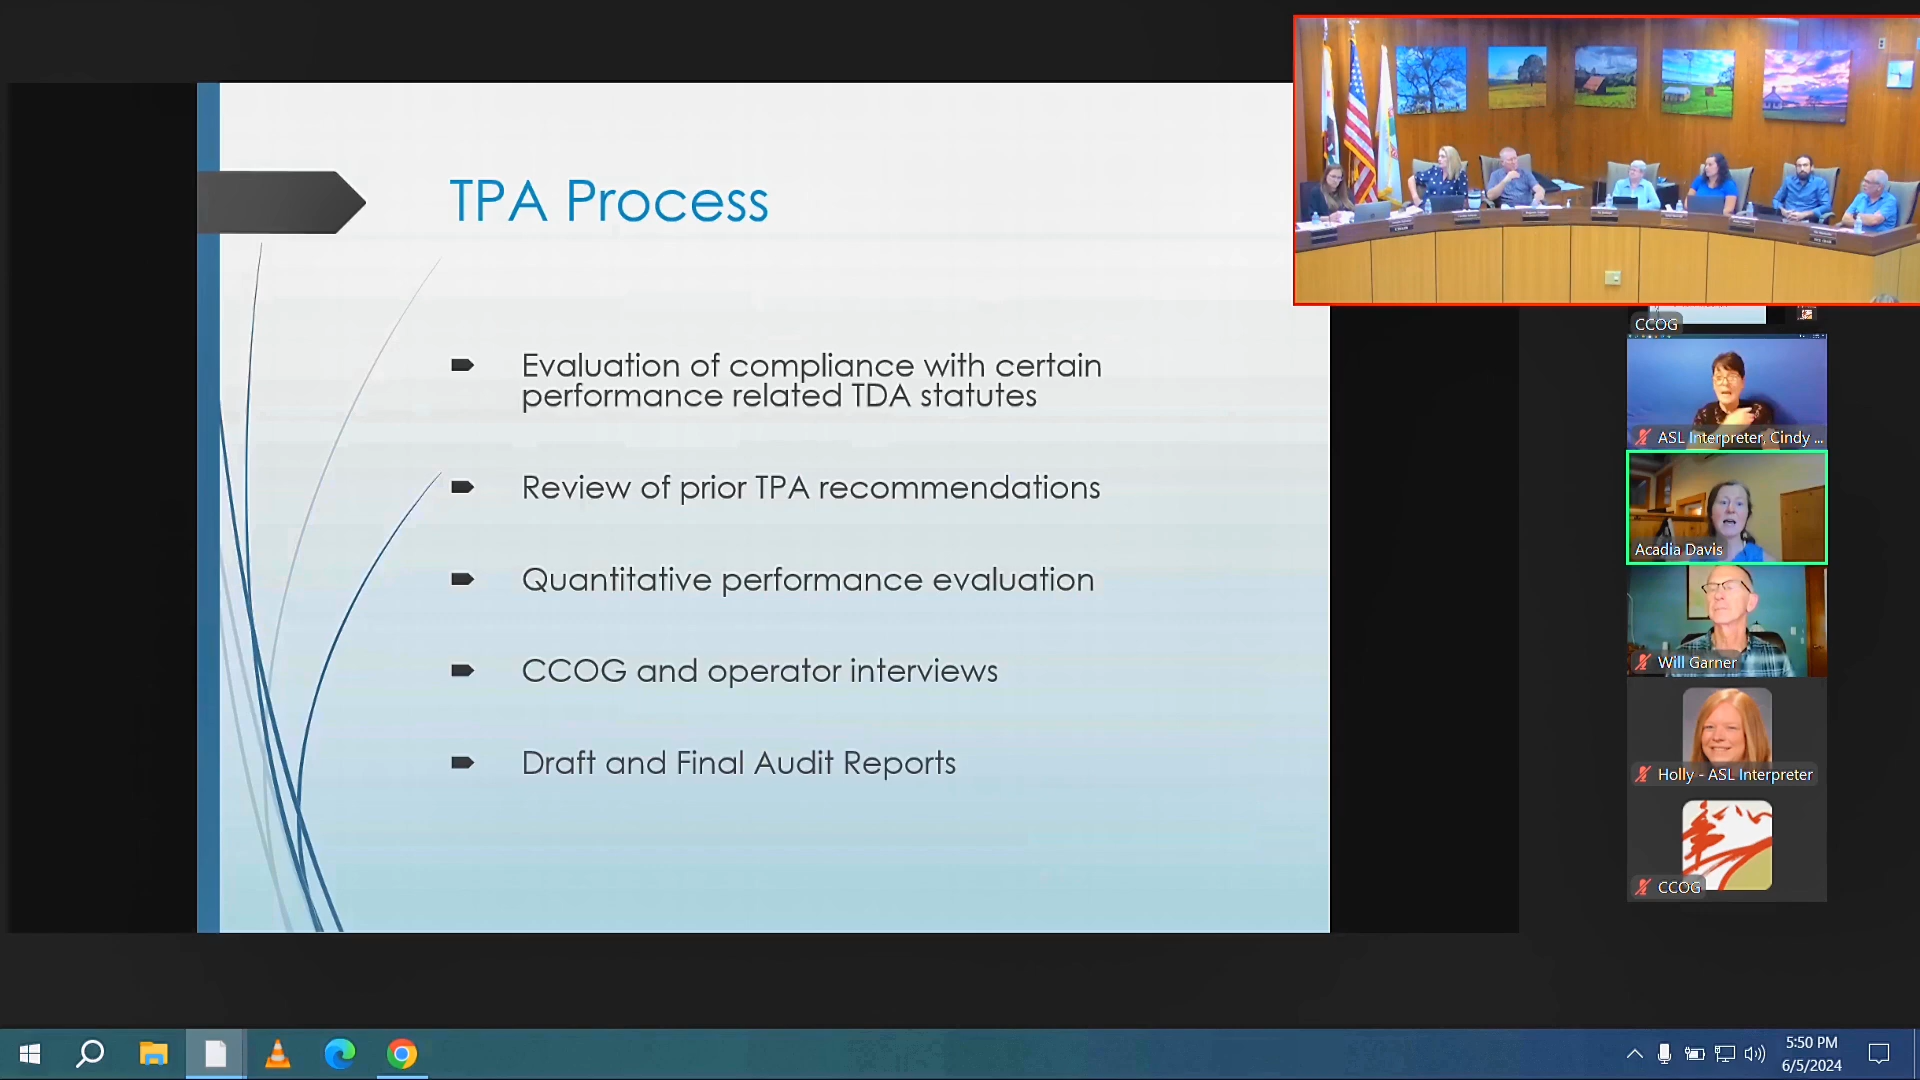 TPA Process
Evaluation of compliance with certain
performance related TDA statutes
Review of prior TPA recommendations
Quantitative performance evaluation
CCOG and operator interviews
Draft and Final Audit Reports
CCOG
ASL Interpreter, Cindy ...
Acadia Davis
Will Garner
Holly - ASL Interpreter
CCOG
5:50 PM
6/5/2024